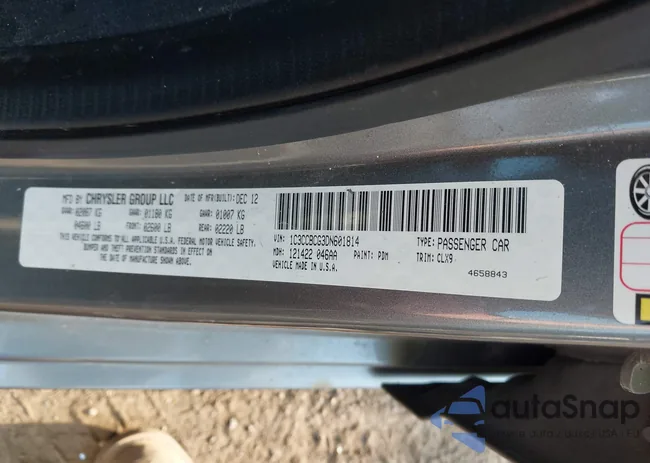 MFD BY CHRYSLER GROUP LLC DATE OF MFR(BUILT): DEC 12
GVWR: 02087 KG GAWR: 01180 KG GAWR: 01007 KG
04600 LB FRONT: 02600 LB REAR: 02220 LB
THIS VEHICLE CONFORMS TO ALL APPLICABLE U.S.A. FEDERAL MOTOR VEHICLE SAFETY,
BUMPER, AND THEFT PREVENTION STANDARDS IN EFFECT ON THE
DATE OF MANUFACTURE SHOWN ABOVE.
VIN: 1C3CCBCG3DN601814 TYPE: PASSENGER CAR
MDH: 121422 046AA PAINT: PDM TRIM: CLX9
VEHICLE MADE IN U.S.A.
4658843
autaSnap